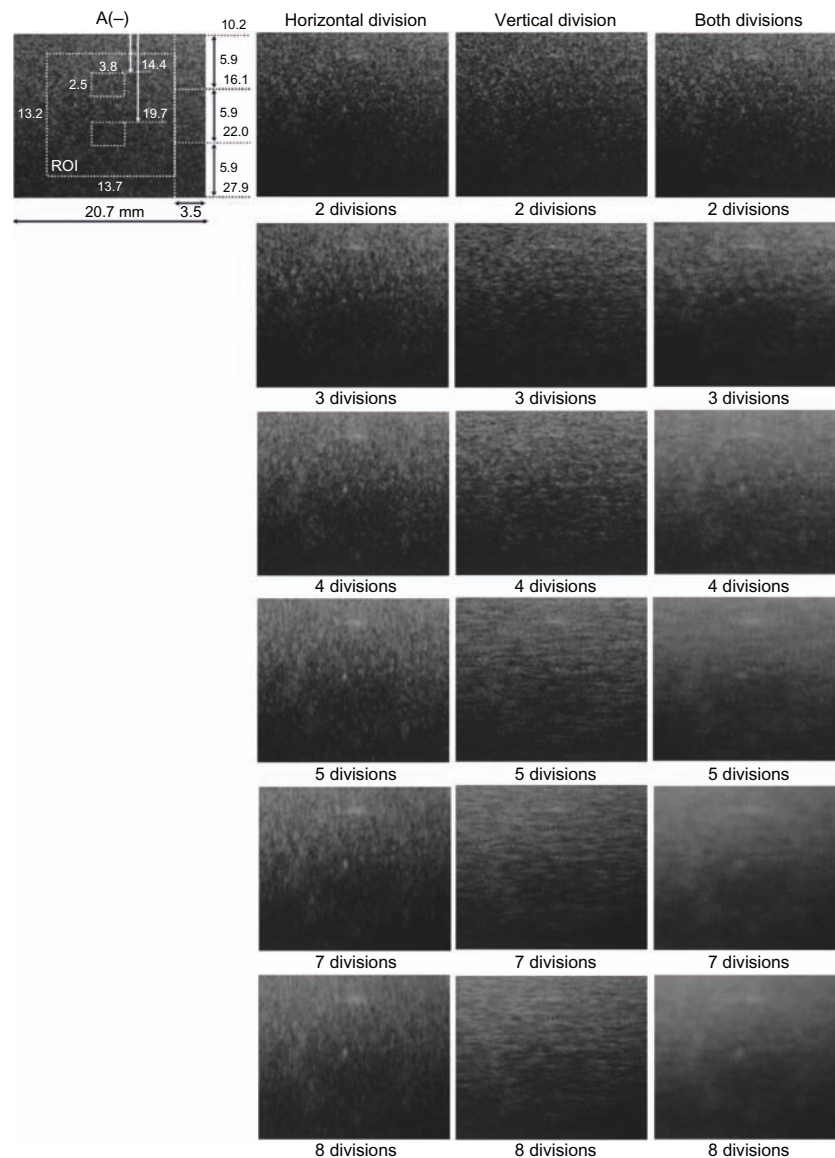 A(–)
10.2
5.9
3.8
14.4
2.5
16.1
13.2
5.9
19.7
22.0
ROI
5.9
13.7
27.9
20.7 mm
3.5
Horizontal division
Vertical division
Both divisions
2 divisions
2 divisions
2 divisions
3 divisions
3 divisions
3 divisions
4 divisions
4 divisions
4 divisions
5 divisions
5 divisions
5 divisions
7 divisions
7 divisions
7 divisions
8 divisions
8 divisions
8 divisions